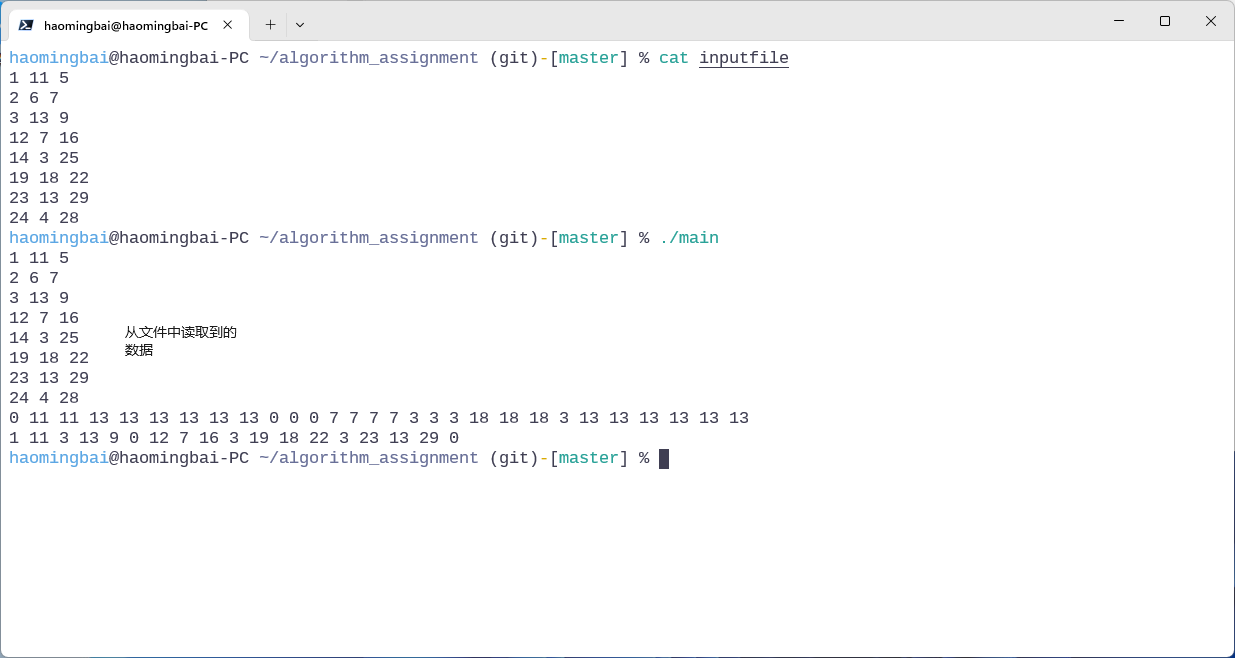 haomingbai@haomingbai-PC
haomingbai@haomingbai-PC ~/algorithm_assignment (git)-[master] % cat inputfile
1 11 5
2 6 7
3 13 9
12 7 16
14 3 25
19 18 22
23 13 29
24 4 28
haomingbai@haomingbai-PC ~/algorithm_assignment (git)-[master] % ./main
1 11 5
2 6 7
3 13 9
12 7 16
14 3 25
19 18 22
23 13 29
24 4 28
从文件中读取到的
数据
0 11 11 13 13 13 13 13 13 0 0 0 7 7 7 7 3 3 3 18 18 18 3 13 13 13 13 13 13
1 11 3 13 9 0 12 7 16 3 19 18 22 3 23 13 29 0
haomingbai@haomingbai-PC ~/algorithm_assignment (git)-[master] %